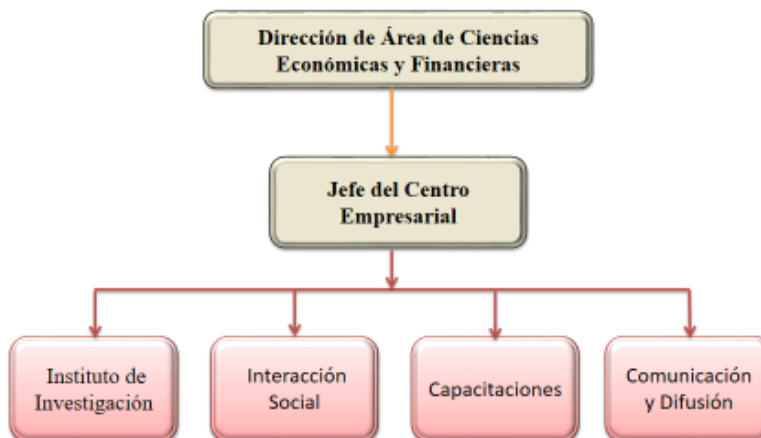 Dirección de Área de Ciencias
Económicas y Financieras
Jefe del Centro
Empresarial
Instituto de
Investigación
Interacción
Social
Capacitaciones
Comunicación
y Difusión